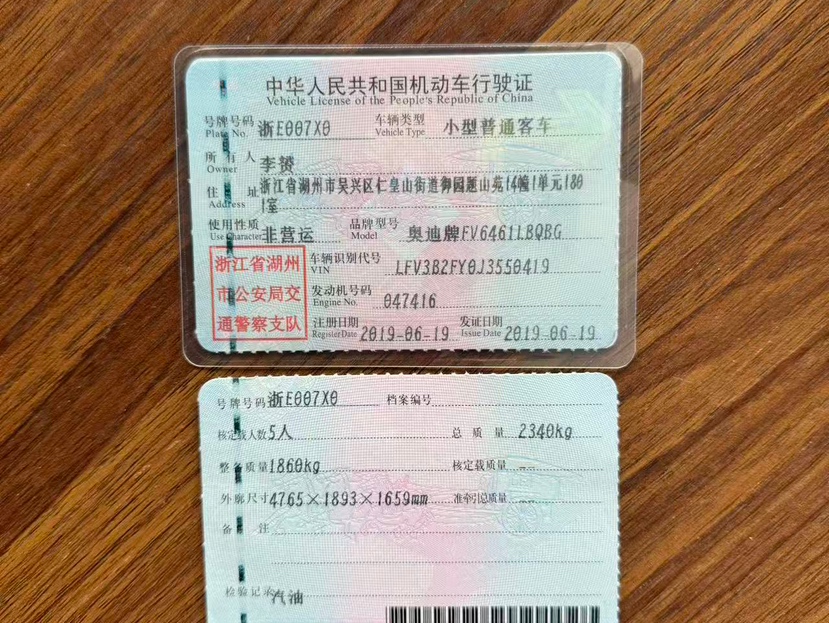 中华人民共和国机动车行驶证
Vehicle License of the People's Republic of China
号牌号码 浙E007X0 车辆类型 小型普通客车
Plate No. Vehicle Type
所有人 李赟
Owner
住址 浙江省湖州市吴兴区仁皇山街道御园题山苑14幢1单元180
Address 1室
使用性质 非营运 品牌型号 奥迪牌FV6461LBQBG
Use Character Model
浙江省湖州 车辆识别代号 LFV3B2FY0J3550419
VIN
市公安局交 发动机号码 047416
Engine No.
通警察支队 注册日期 2019-06-19 发证日期 2019-06-19
Register Date Issue Date
号牌号码 浙E007X0 档案编号
核定载人数 5人 总质量 2340kg
整备质量 1860kg 核定载质量 --
外廓尺寸 4765×1893×1659mm 准牵引总质量 --
备注
检验记录 汽油